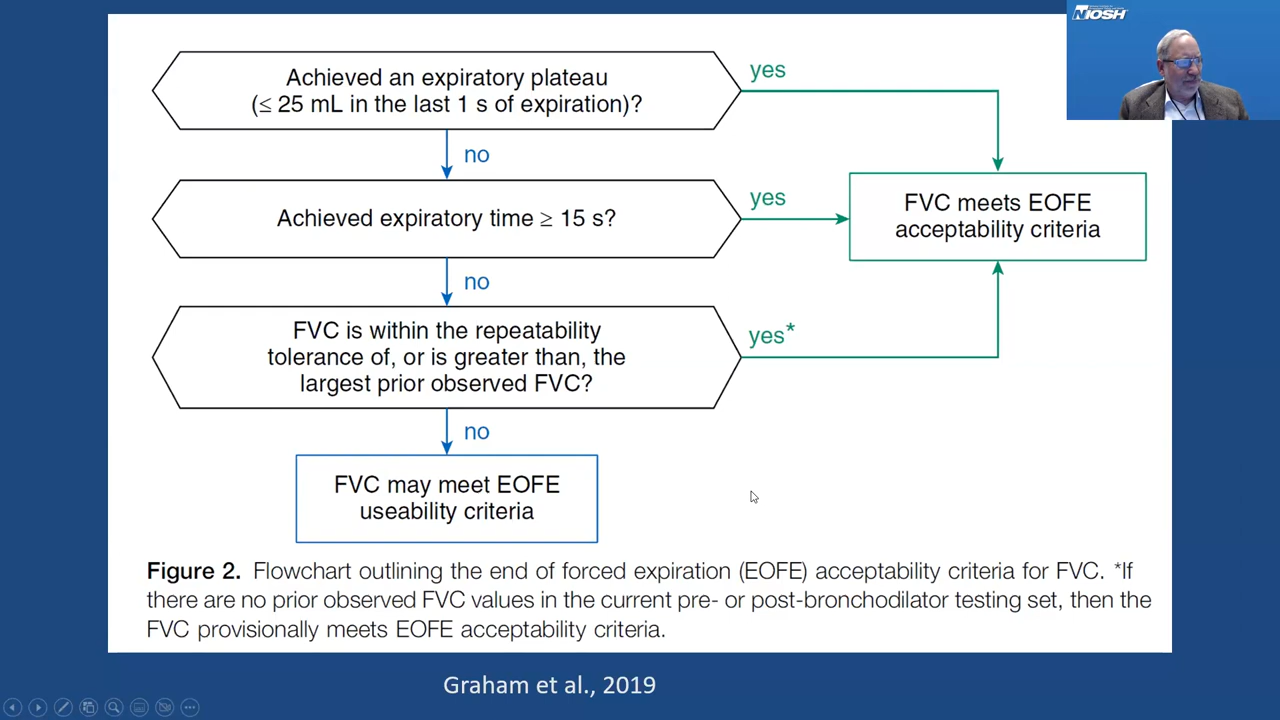 NIOSH
Achieved an expiratory plateau
(≤ 25 mL in the last 1 s of expiration)?
yes
no
Achieved expiratory time ≥ 15 s?
yes
FVC meets EOFE
acceptability criteria
no
FVC is within the repeatability
tolerance of, or is greater than, the
largest prior observed FVC?
yes*
no
FVC may meet EOFE
useability criteria
Figure 2. Flowchart outlining the end of forced expiration (EOFE) acceptability criteria for FVC. *If
there are no prior observed FVC values in the current pre- or post-bronchodilator testing set, then the
FVC provisionally meets EOFE acceptability criteria.
Graham et al., 2019